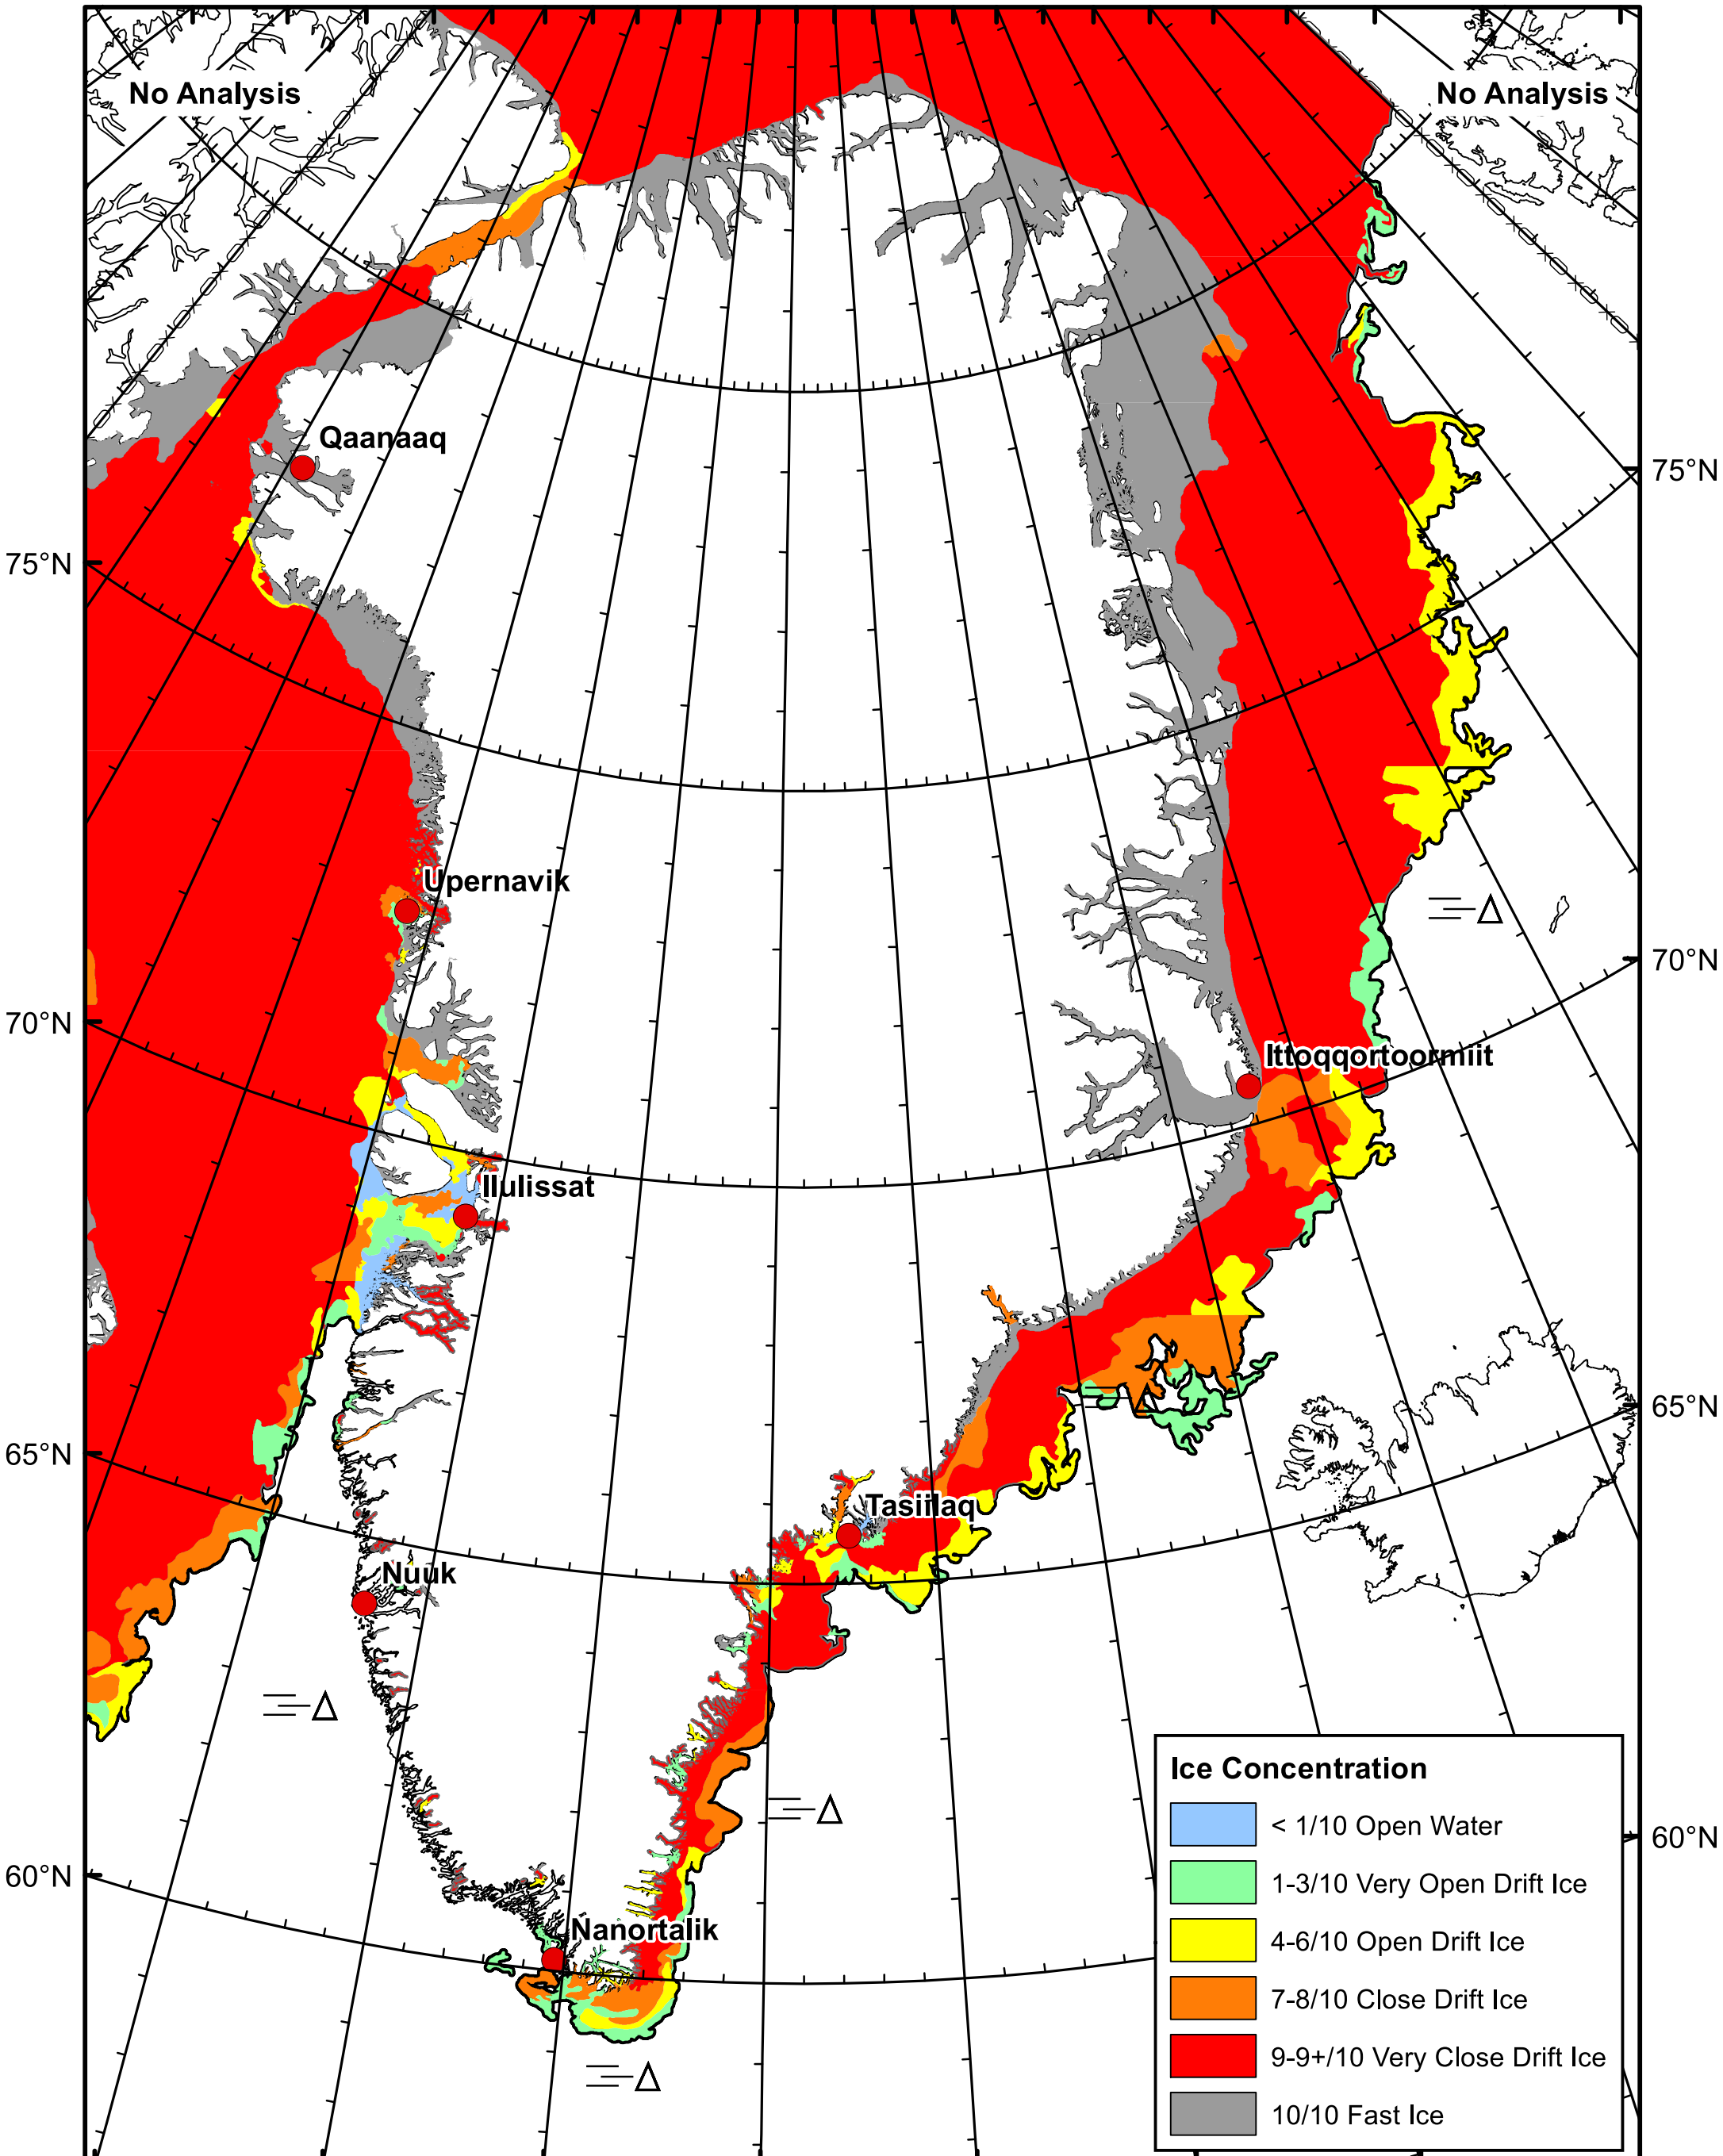 No Analysis
No Analysis
Qaanaaq
75°N
75°N
Upernavik
70°N
70°N
Ittoqqortoormiit
Ilulissat
65°N
65°N
Tasiilaq
Nuuk
Ice Concentration
< 1/10 Open Water
60°N
1-3/10 Very Open Drift Ice
60°N
Nanortalik
4-6/10 Open Drift Ice
7-8/10 Close Drift Ice
9-9+/10 Very Close Drift Ice
10/10 Fast Ice